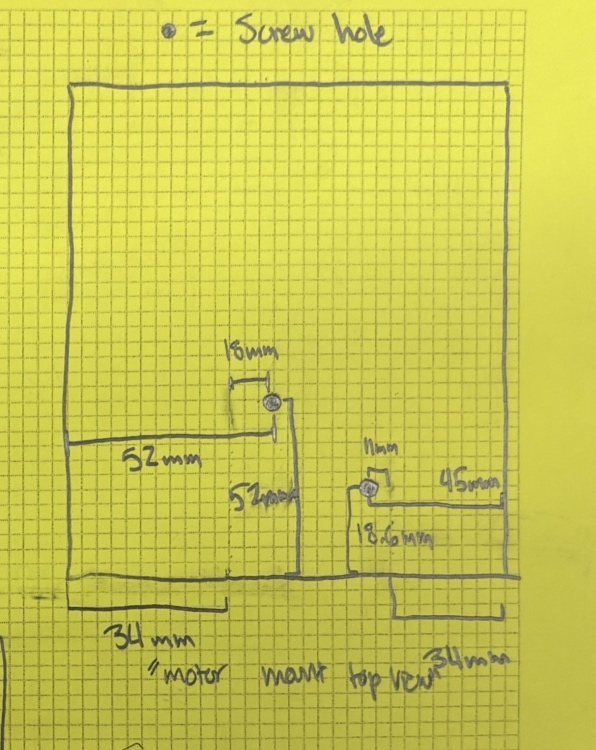 = Screw hole
18mm
52mm
52mm
11mm
45mm
18.6mm
34mm
34mm
"motor mount top view"